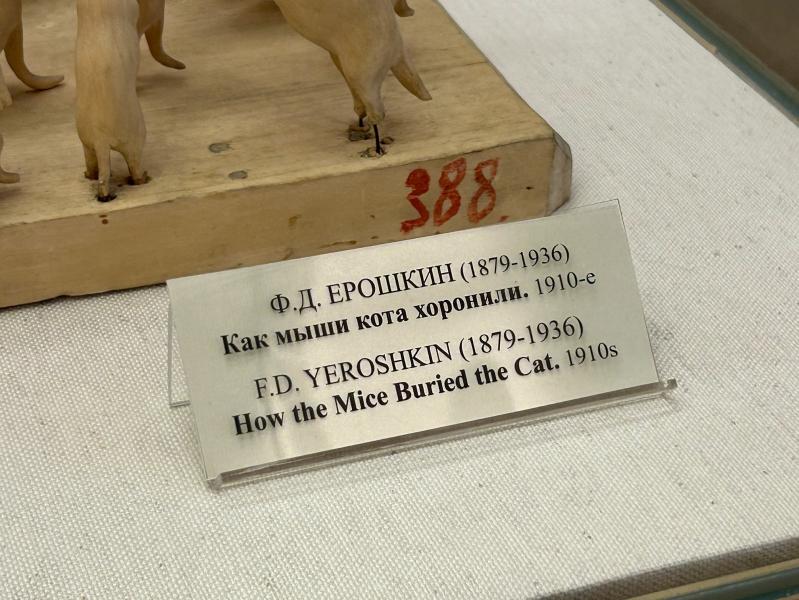 388
Ф.Д. ЕРОШКИН (1879-1936)
Как мыши кота хоронили. 1910-е
F.D. YEROSHKIN (1879-1936)
How the Mice Buried the Cat. 1910s